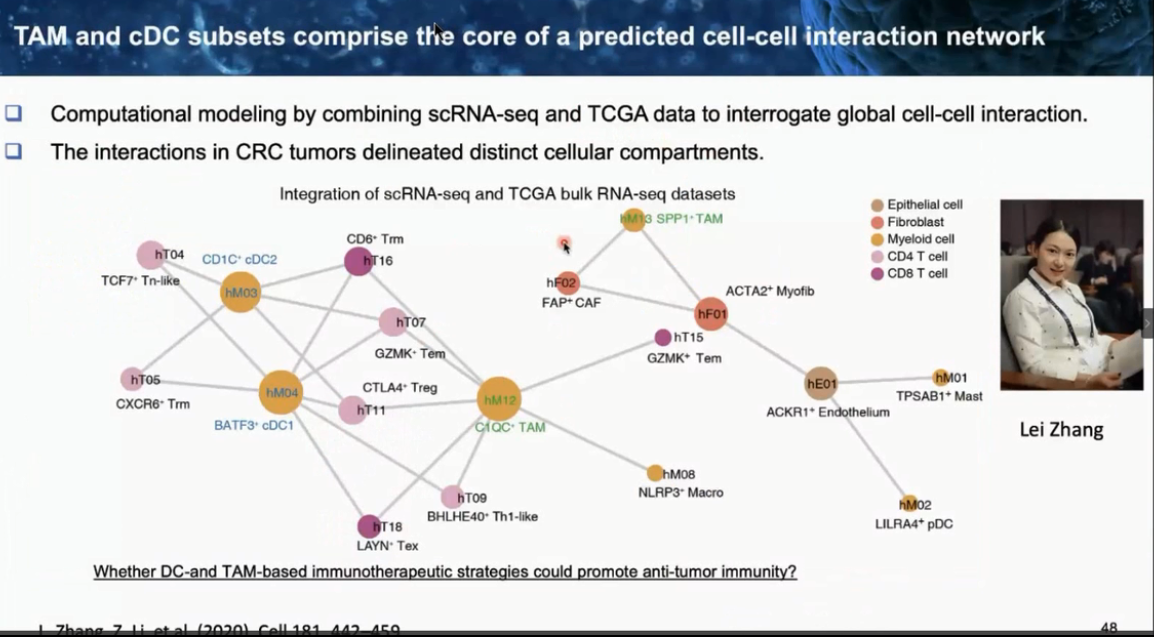 TAM and cDC subsets comprise the core of a predicted cell-cell interaction network
Computational modeling by combining scRNA-seq and TCGA data to interrogate global cell-cell interaction.
The interactions in CRC tumors delineated distinct cellular compartments.
Integration of scRNA-seq and TCGA bulk RNA-seq datasets
hM13 SPP1⁺ TAM
Epithelial cell
Fibroblast
Myeloid cell
CD4 T cell
CD8 T cell
CD6⁺ Trm
hT16
hT04
TCF7⁺ Tn-like
CD1C⁺ cDC2
hM03
hF02
FAP⁺ CAF
ACTA2⁺ Myofib
hF01
hT07
GZMK⁺ Tem
hT15
GZMK⁺ Tem
hT05
CXCR6⁺ Trm
hM04
BATF3⁺ cDC1
CTLA4⁺ Treg
hT11
hM12
C1QC⁺ TAM
hE01
ACKR1⁺ Endothelium
hM01
TPSAB1⁺ Mast
Lei Zhang
hM08
NLRP3⁺ Macro
hT09
BHLHE40⁺ Th1-like
hT18
LAYN⁺ Tex
hM02
LILRA4⁺ pDC
Whether DC-and TAM-based immunotherapeutic strategies could promote anti-tumor immunity?
L. Zhang, Z. Li, et al. (2020). Cell 181, 442–459
48